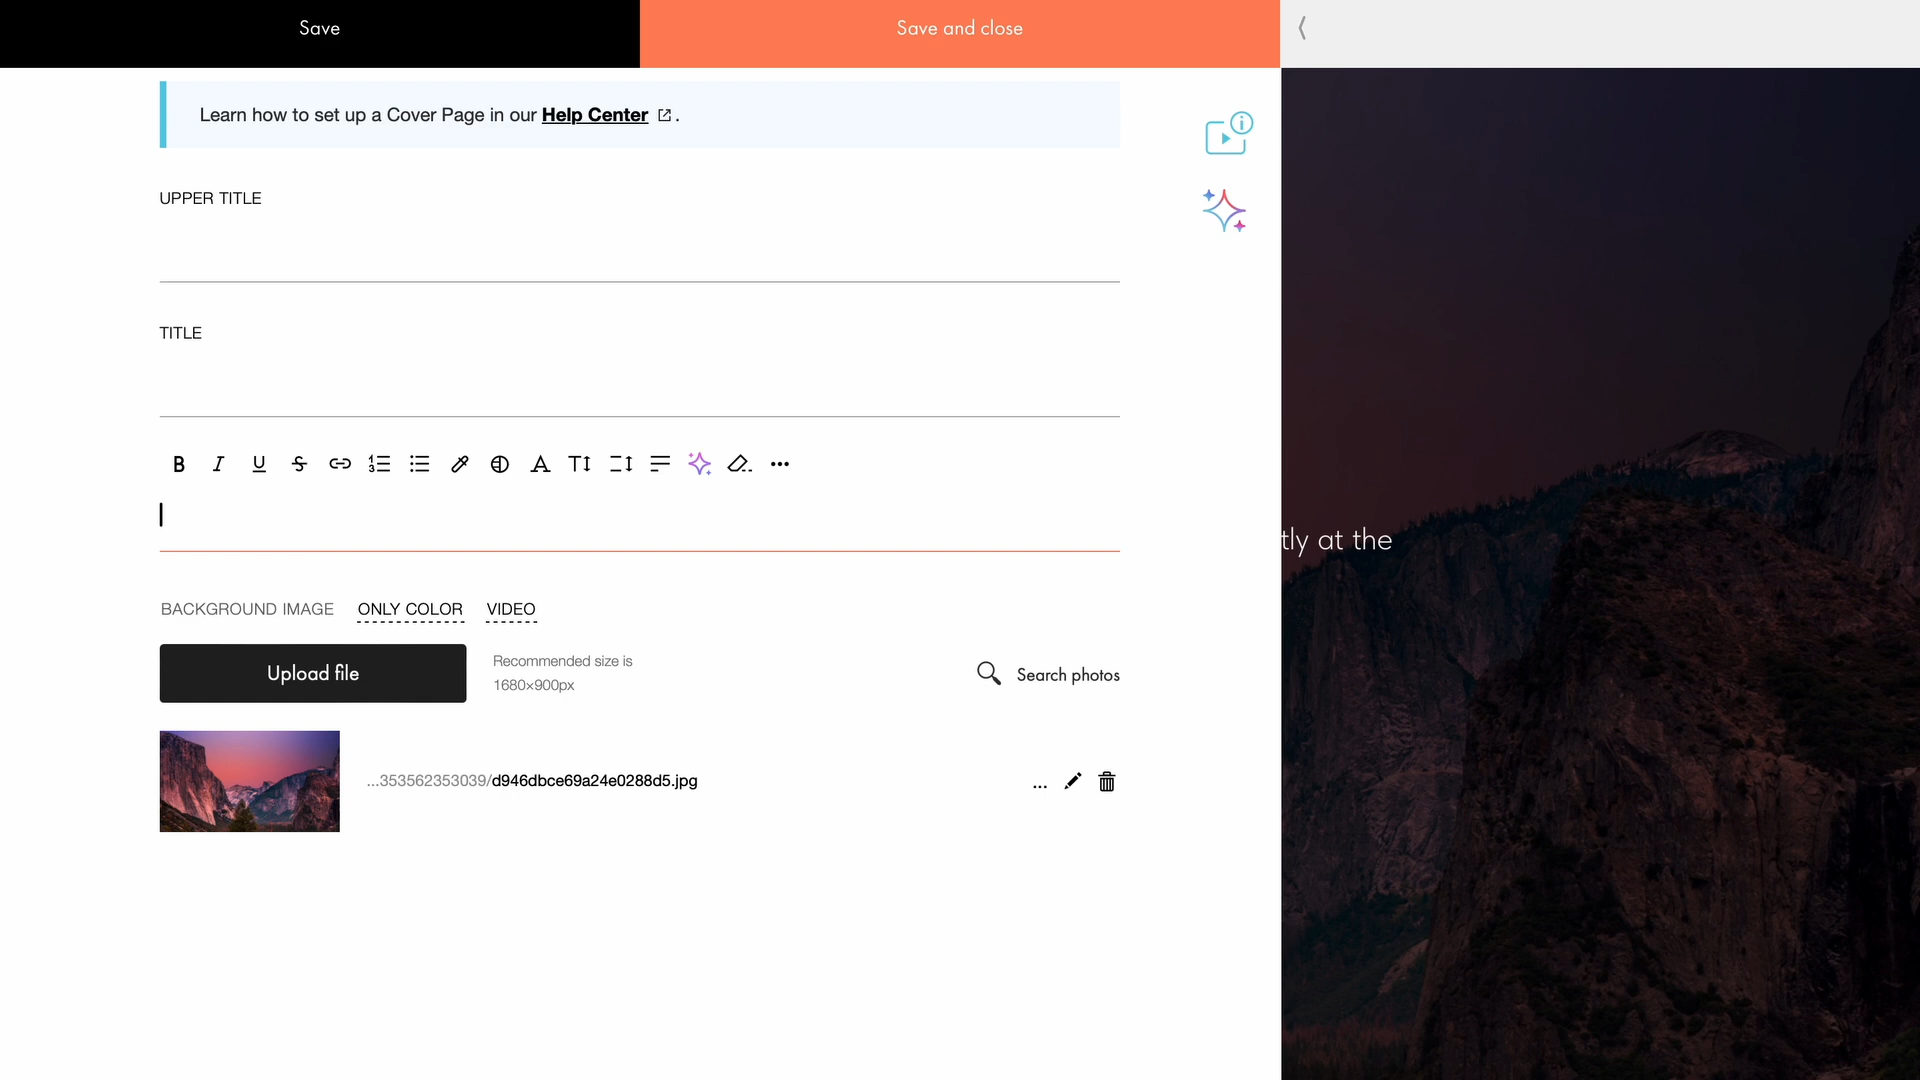 Save
Save and close
Learn how to set up a Cover Page in our Help Center .
UPPER TITLE
TITLE
tly at the
BACKGROUND IMAGE ONLY COLOR VIDEO
Upload file
Recommended size is
1680×900px
Search photos
...353562353039/d946dbce69a24e0288d5.jpg